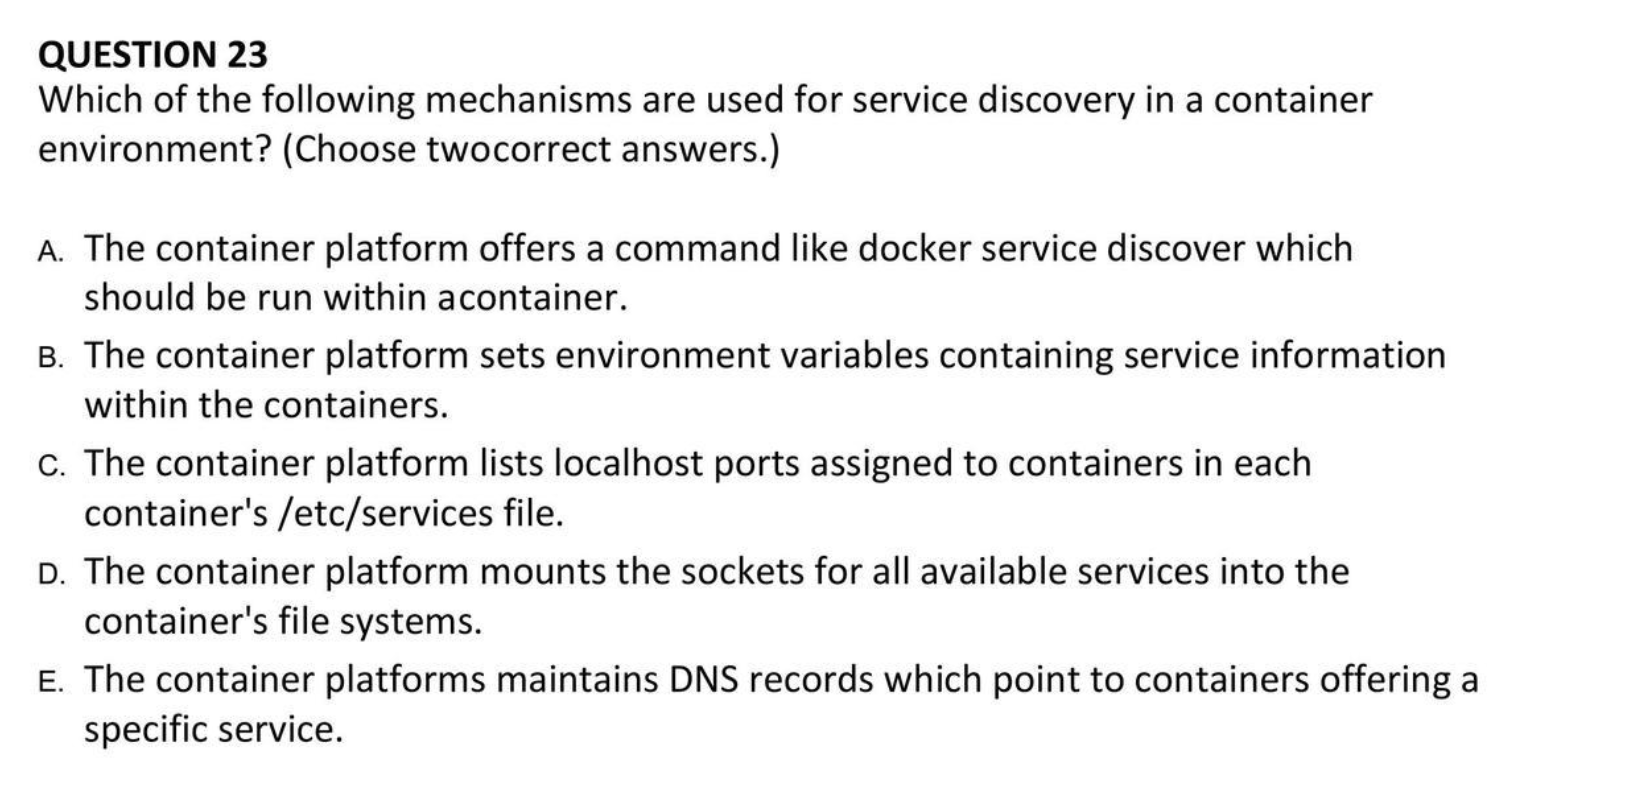 QUESTION 23
Which of the following mechanisms are used for service discovery in a container
environment? (Choose twocorrect answers.)
A. The container platform offers a command like docker service discover which
should be run within acontainer.
B. The container platform sets environment variables containing service information
within the containers.
C. The container platform lists localhost ports assigned to containers in each
container's /etc/services file.
D. The container platform mounts the sockets for all available services into the
container's file systems.
E. The container platforms maintains DNS records which point to containers offering a
specific service.